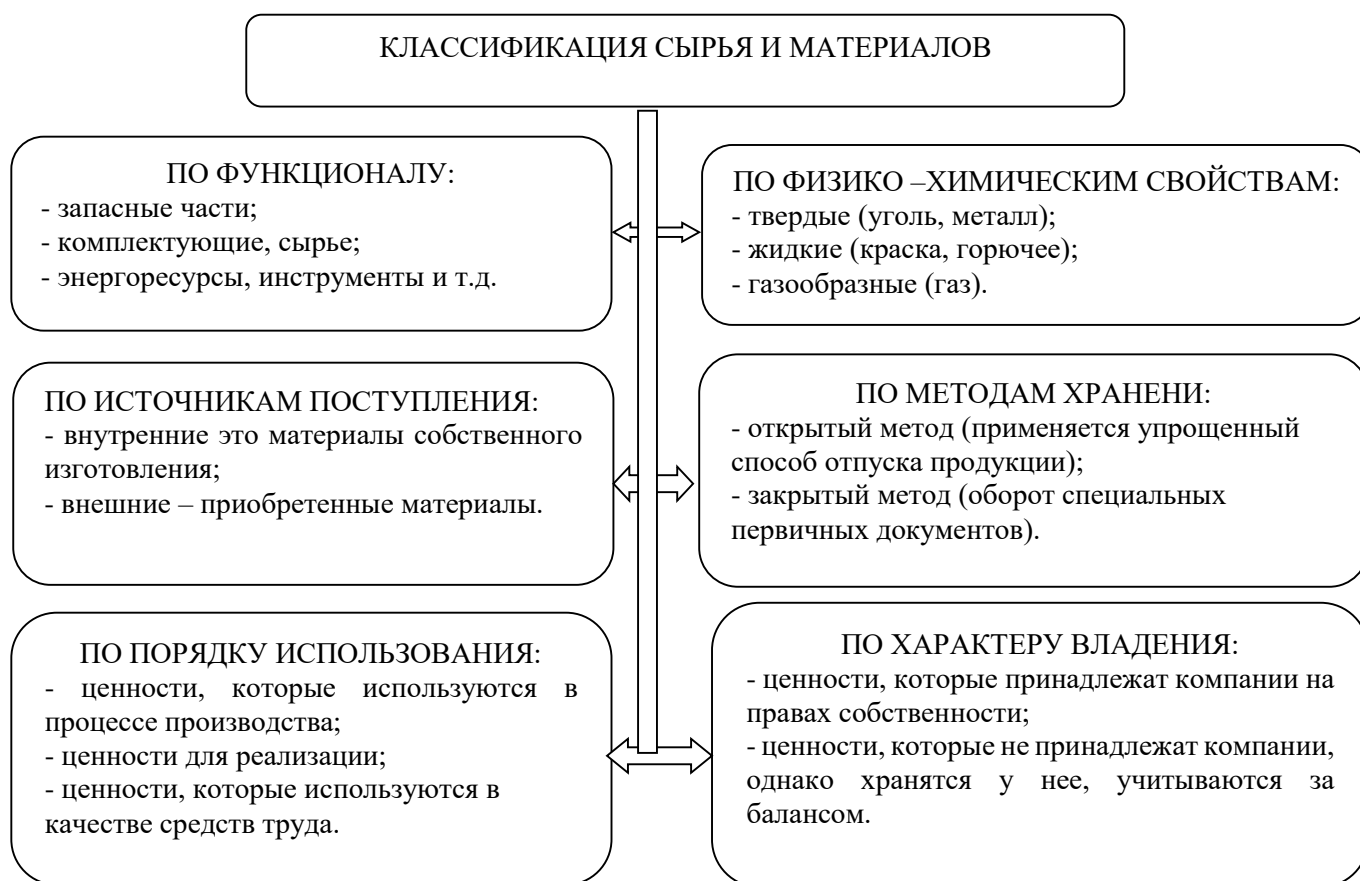 КЛАССИФИКАЦИЯ СЫРЬЯ И МАТЕРИАЛОВ
ПО ФУНКЦИОНАЛУ:
- запасные части;
- комплектующие, сырье;
- энергоресурсы, инструменты и т.д.
ПО ФИЗИКО –ХИМИЧЕСКИМ СВОЙСТВАМ:
- твердые (уголь, металл);
- жидкие (краска, горючее);
- газообразные (газ).
ПО ИСТОЧНИКАМ ПОСТУПЛЕНИЯ:
- внутренние это материалы собственного
изготовления;
- внешние – приобретенные материалы.
ПО МЕТОДАМ ХРАНЕНИ:
- открытый метод (применяется упрощенный
способ отпуска продукции);
- закрытый метод (оборот специальных
первичных документов).
ПО ПОРЯДКУ ИСПОЛЬЗОВАНИЯ:
- ценности, которые используются в
процессе производства;
- ценности для реализации;
- ценности, которые используются в
качестве средств труда.
ПО ХАРАКТЕРУ ВЛАДЕНИЯ:
- ценности, которые принадлежат компании на
правах собственности;
- ценности, которые не принадлежат компании,
однако хранятся у нее, учитываются за
балансом.